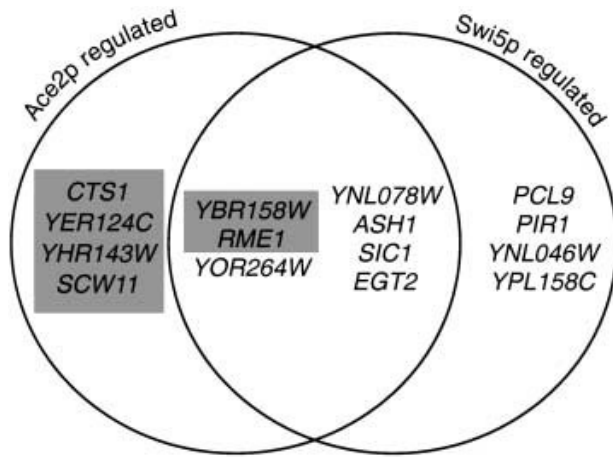 Ace2p regulated
Swi5p regulated
CTS1
YER124C
YHR143W
SCW11
YBR158W
RME1
YOR264W
YNL078W
ASH1
SIC1
EGT2
PCL9
PIR1
YNL046W
YPL158C